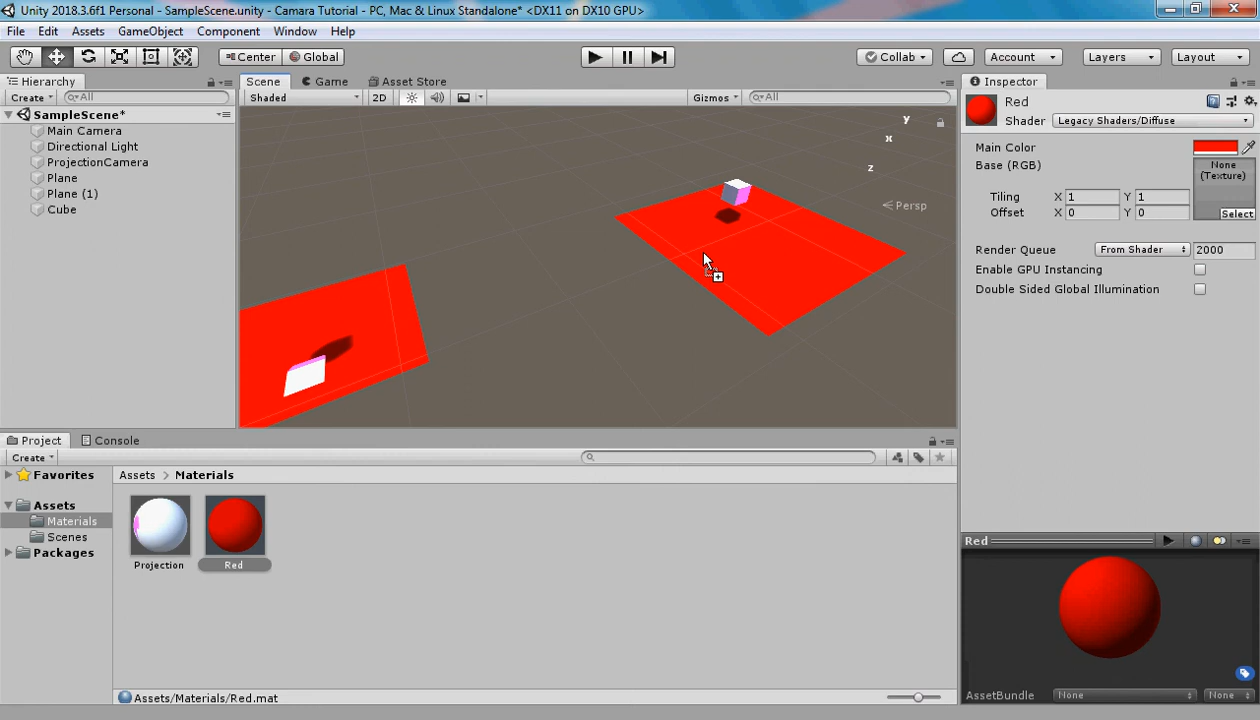 Unity 2018.3.6f1 Personal - SampleScene.unity - Camara Tutorial - PC, Mac & Linux Standalone* <DX11 on DX10 GPU>
File Edit Assets GameObject Component Window Help
Center Global Collab Account Layers Layout
Hierarchy Scene Game Asset Store Inspector
Create All Shaded 2D Gizmos All
SampleScene*
Main Camera
Directional Light
ProjectionCamera
Plane
Plane (1)
Cube
y
x
z
Persp
Red
Shader Legacy Shaders/Diffuse
Main Color
Base (RGB) None
(Texture)
Tiling X 1 Y 1
Offset X 0 Y 0 Select
Render Queue From Shader 2000
Enable GPU Instancing
Double Sided Global Illumination
Project Console
Create
Favorites
Assets
Materials
Scenes
Packages
Assets > Materials
Projection Red
Assets/Materials/Red.mat
Red
AssetBundle None None